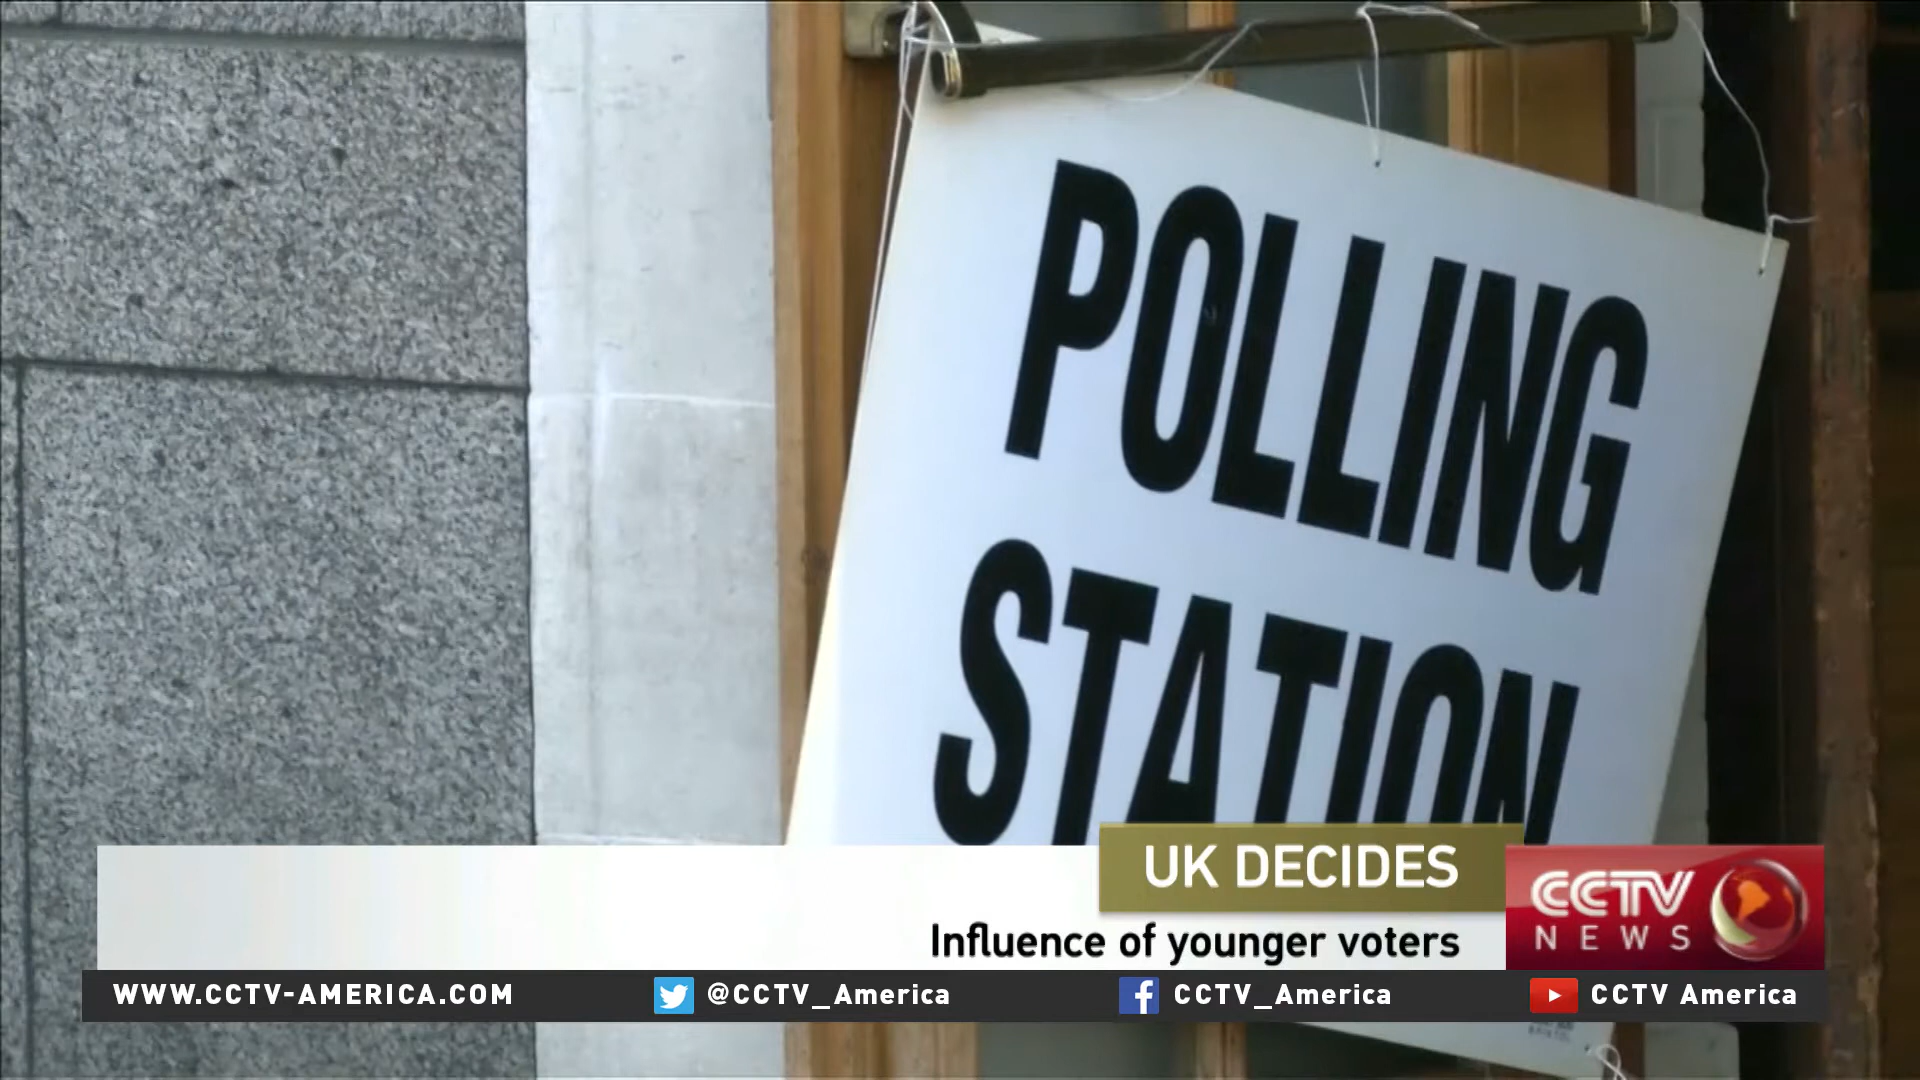 POLLING
STATION
UK DECIDES
Influence of younger voters
CCTV
NEWS
WWW.CCTV-AMERICA.COM
@CCTV_America
CCTV_America
CCTV America